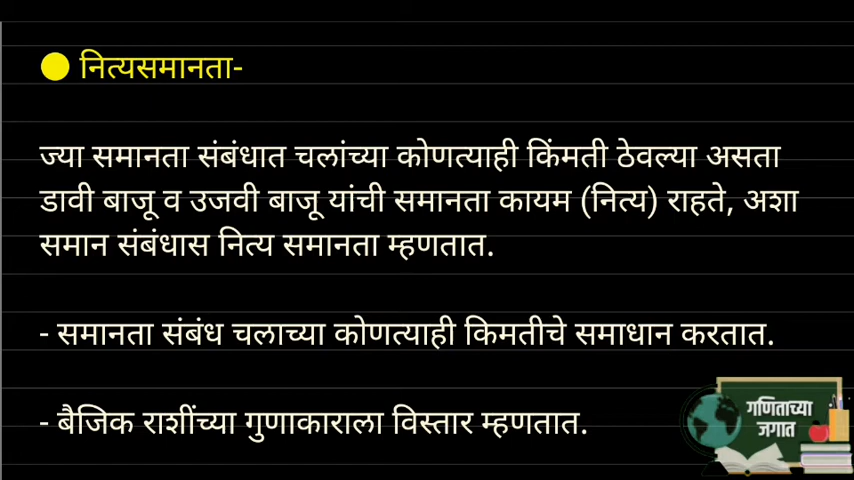 नित्यसमानता-
ज्या समानता संबंधात चलांच्या कोणत्याही किंमती ठेवल्या असता
डावी बाजू व उजवी बाजू यांची समानता कायम (नित्य) राहते, अशा
समान संबंधास नित्य समानता म्हणतात.
- समानता संबंध चलाच्या कोणत्याही किमतीचे समाधान करतात.
- बैजिक राशींच्या गुणाकाराला विस्तार म्हणतात.
गणिताच्या
जगात